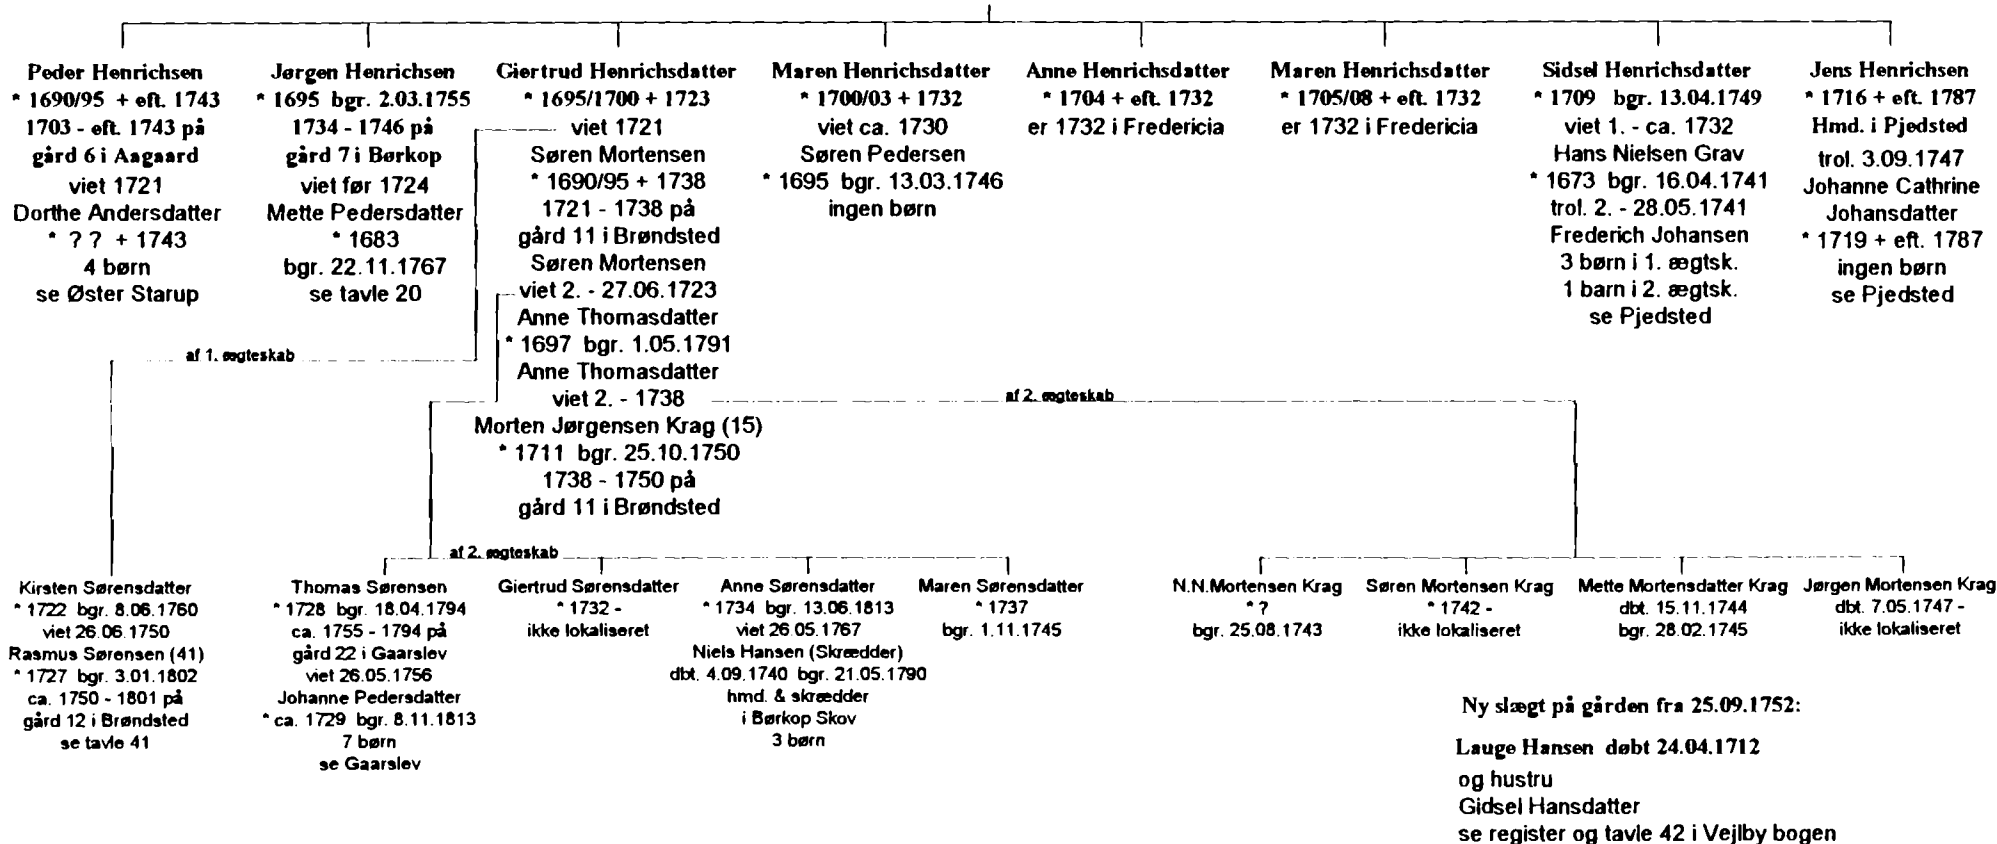 Peder Henrichsen
* 1690/95 + eft. 1743
1703 - eft. 1743 på
gård 6 i Aagaard
viet 1721
Dorthe Andersdatter
* ? ? + 1743
4 børn
se Øster Starup
Jørgen Henrichsen
* 1695 bgr. 2.03.1755
1734 - 1746 på
gård 7 i Børkop
viet før 1724
Mette Pedersdatter
* 1683
bgr. 22.11.1767
se tavle 20
Giertrud Henrichsdatter
* 1695/1700 + 1723
viet 1721
Søren Mortensen
* 1690/95 + 1738
1721 - 1738 på
gård 11 i Brøndsted
Søren Mortensen
viet 2. - 27.06.1723
Anne Thomasdatter
* 1697 bgr. 1.05.1791
Anne Thomasdatter
viet 2. - 1738
Morten Jørgensen Krag (15)
* 1711 bgr. 25.10.1750
1738 - 1750 på
gård 11 i Brøndsted
Maren Henrichsdatter
* 1700/03 + 1732
viet ca. 1730
Søren Pedersen
* 1695 bgr. 13.03.1746
ingen børn
Anne Henrichsdatter
* 1704 + eft. 1732
er 1732 i Fredericia
Maren Henrichsdatter
* 1705/08 + eft. 1732
er 1732 i Fredericia
Sidsel Henrichsdatter
* 1709 bgr. 13.04.1749
viet 1. - ca. 1732
Hans Nielsen Grav
* 1673 bgr. 16.04.1741
trol. 2. - 28.05.1741
Frederich Johansen
3 børn i 1. ægtsk.
1 barn i 2. ægtsk.
se Pjedsted
Jens Henrichsen
* 1716 + eft. 1787
Hmd. i Pjedsted
trol. 3.09.1747
Johanne Cathrine
Johansdatter
* 1719 + eft. 1787
ingen børn
se Pjedsted
af 1. ægteskab
af 2. ægteskab
af 2. ægteskab
Kirsten Sørensdatter
* 1722 bgr. 8.06.1760
viet 26.06.1750
Rasmus Sørensen (41)
* 1727 bgr. 3.01.1802
ca. 1750 - 1801 på
gård 12 i Brøndsted
se tavle 41
Thomas Sørensen
* 1728 bgr. 18.04.1794
ca. 1755 - 1794 på
gård 22 i Gaarslev
viet 26.05.1756
Johanne Pedersdatter
* ca. 1729 bgr. 8.11.1813
7 børn
se Gaarslev
Giertrud Sørensdatter
* 1732 -
ikke lokaliseret
Anne Sørensdatter
* 1734 bgr. 13.06.1813
viet 26.05.1767
Niels Hansen (Skrædder)
dbt. 4.09.1740 bgr. 21.05.1790
hmd. & skrædder
i Børkop Skov
3 børn
Maren Sørensdatter
* 1737
bgr. 1.11.1745
N.N.Mortensen Krag
* ?
bgr. 25.08.1743
Søren Mortensen Krag
* 1742 -
ikke lokaliseret
Mette Mortensdatter Krag
dbt. 15.11.1744
bgr. 28.02.1745
Jørgen Mortensen Krag
dbt. 7.05.1747 -
ikke lokaliseret
Ny slægt på gården fra 25.09.1752:
Lauge Hansen døbt 24.04.1712
og hustru
Gidsel Hansdatter
se register og tavle 42 i Vejlby bogen